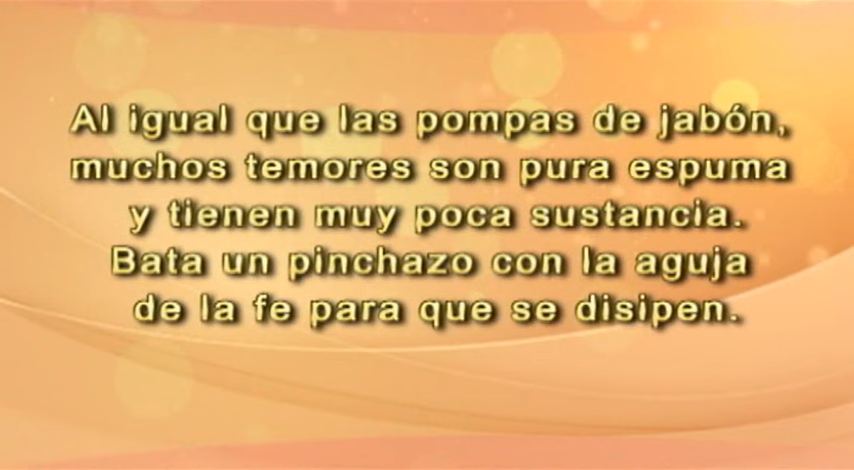 Al igual que las pompas de jabón,
muchos temores son pura espuma
y tienen muy poca sustancia.
Bata un pinchazo con la aguja
de la fe para que se disipen.